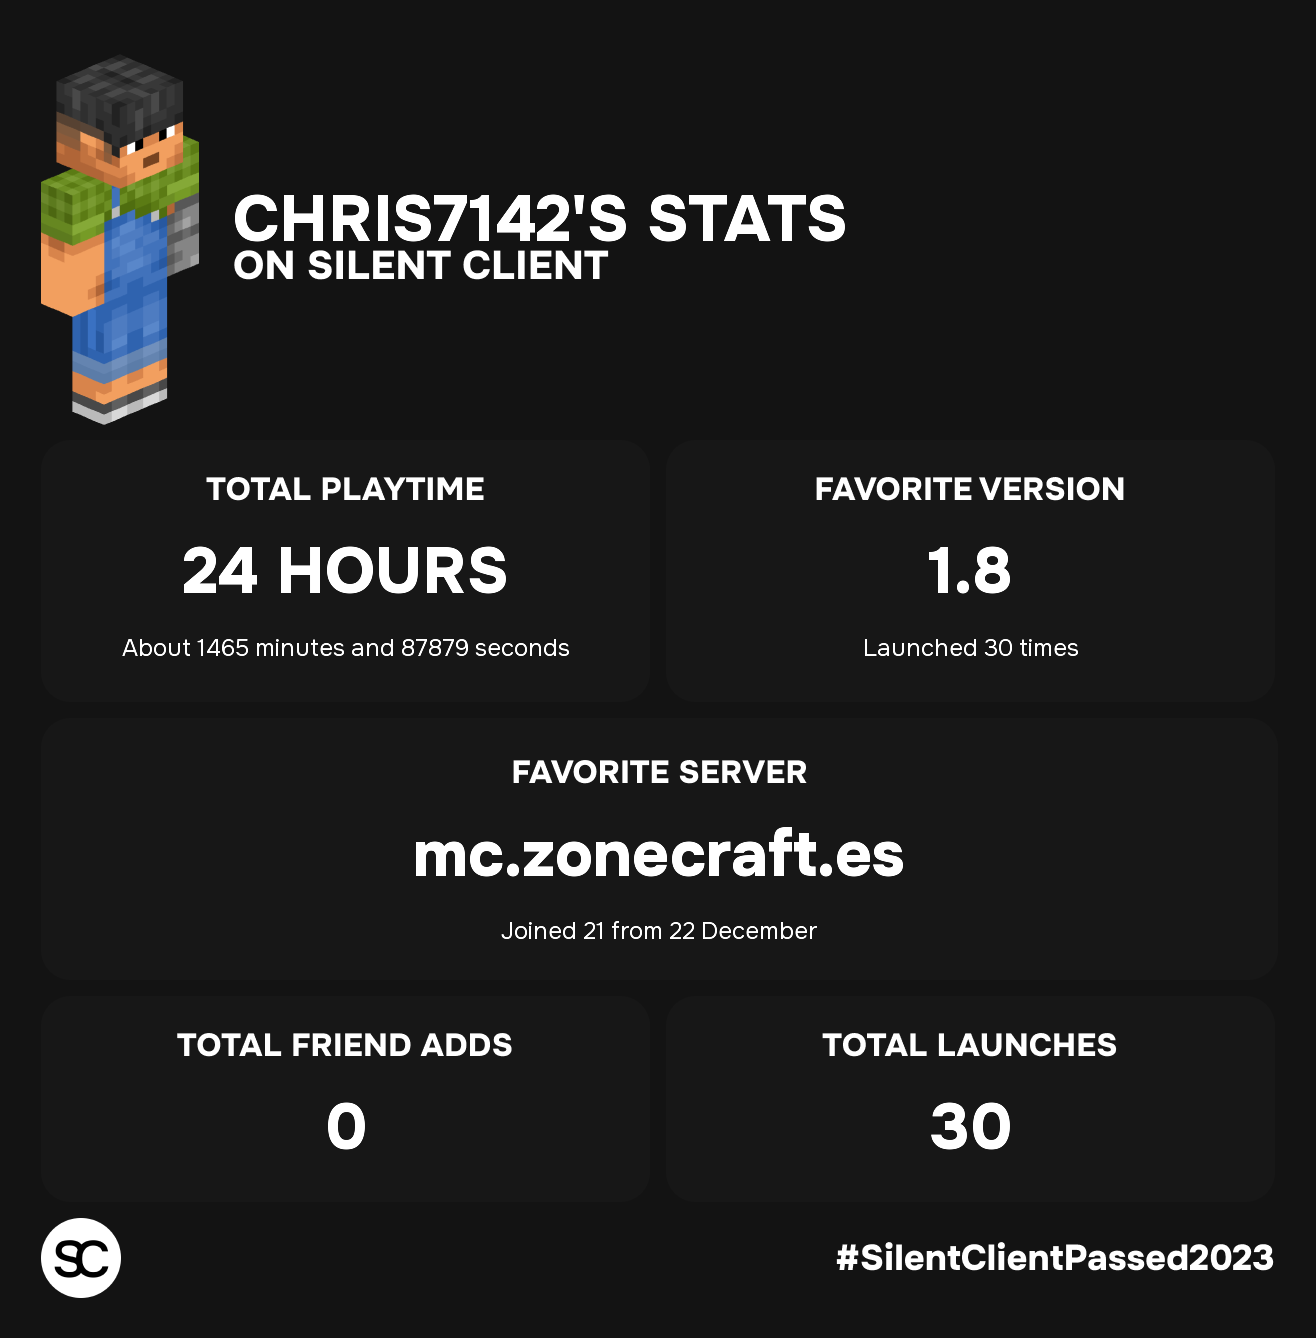 CHRIS7142'S STATS
ON SILENT CLIENT
TOTAL PLAYTIME
24 HOURS
About 1465 minutes and 87879 seconds
FAVORITE VERSION
1.8
Launched 30 times
FAVORITE SERVER
mc.zonecraft.es
Joined 21 from 22 December
TOTAL FRIEND ADDS
0
TOTAL LAUNCHES
30
SC
#SilentClientPassed2023